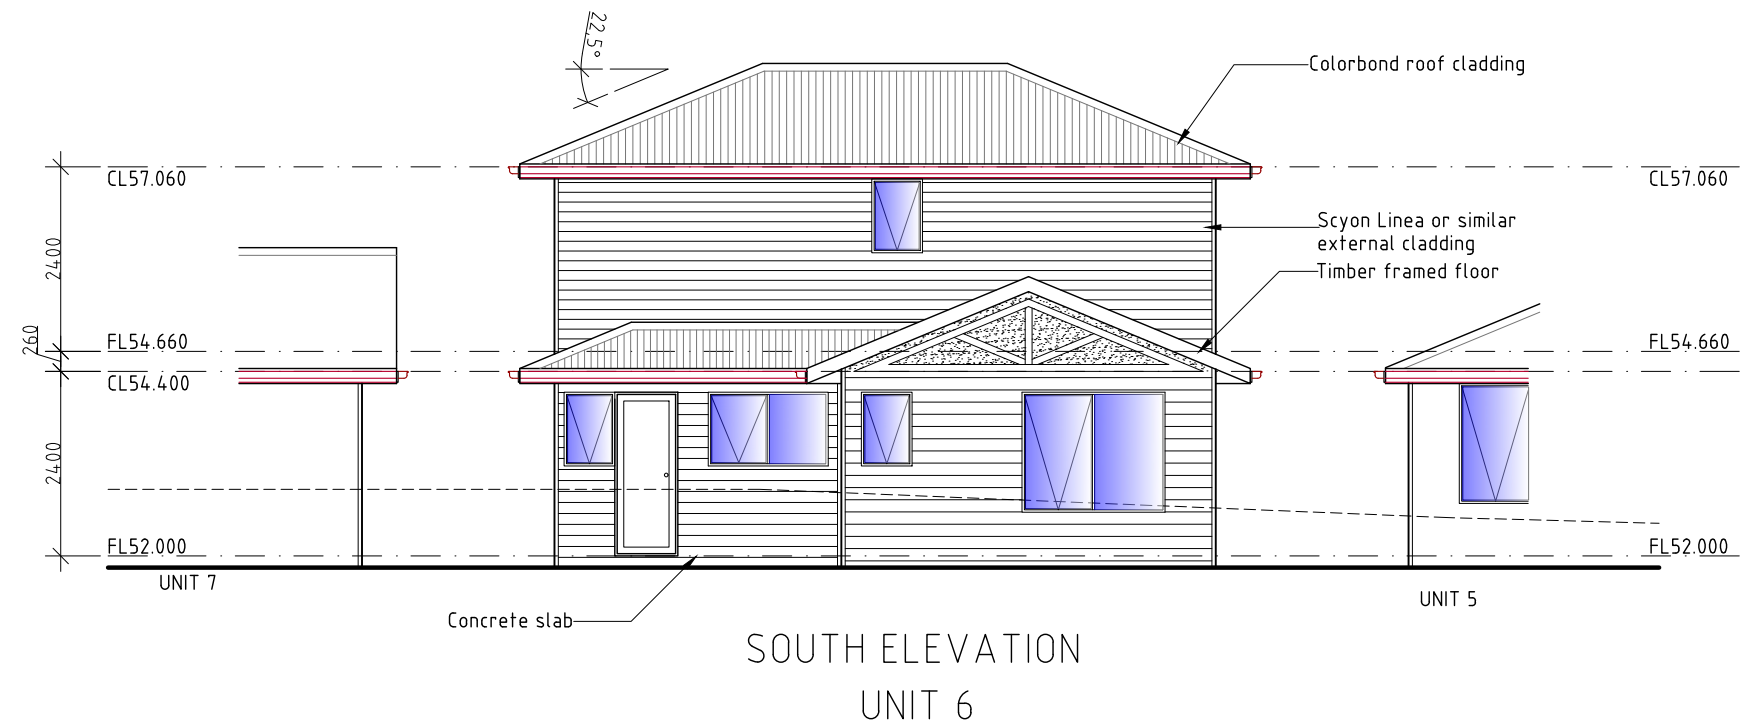 22,5°
Colorbond roof cladding
CL57.060
CL57.060
Scyon Linea or similar
external cladding
2400
Timber framed floor
260
FL54.660
FL54.660
CL54.400
2400
FL52.000
FL52.000
UNIT 7
UNIT 5
Concrete slab
SOUTH ELEVATION
UNIT 6